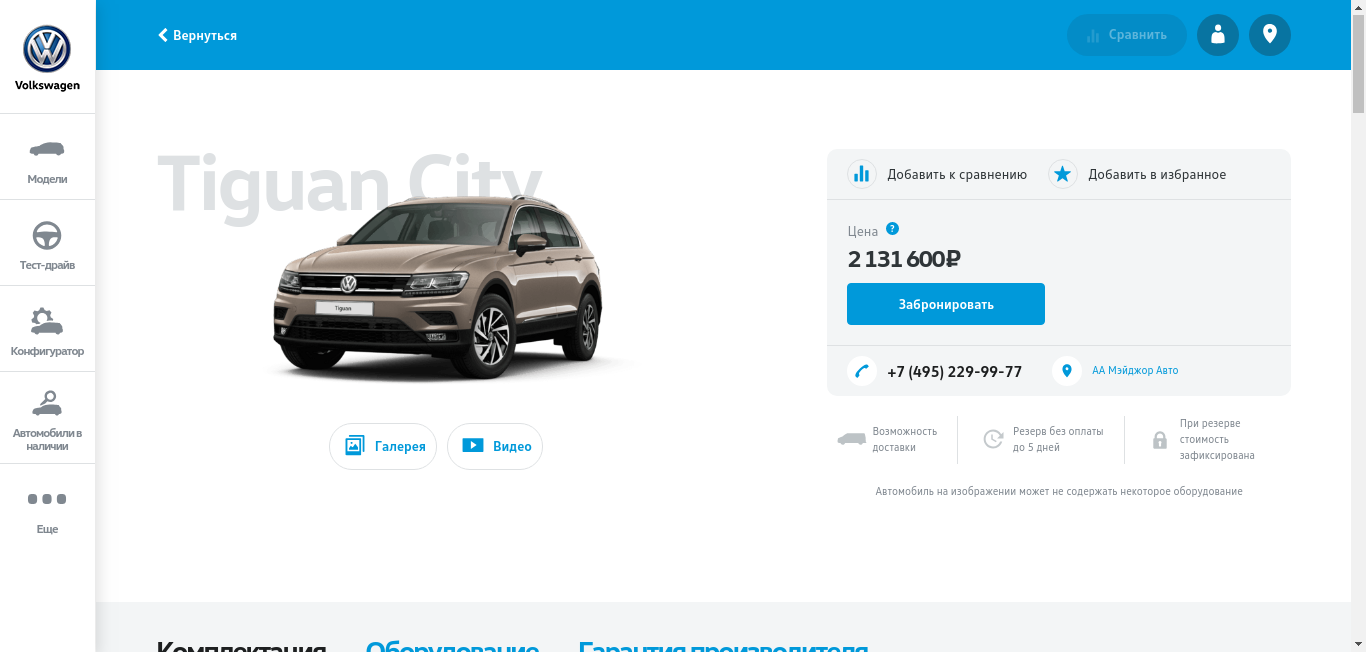 Volkswagen
Модели
Тест-драйв
Конфигуратор
Автомобили в
наличии
Еще
Вернуться
Сравнить
Tiguan City
Tiguan
Галерея
Видео
Добавить к сравнению
Добавить в избранное
Цена ?
2 131 600₽
Забронировать
+7 (495) 229-99-77
АА Мэйджор Авто
Возможность
доставки
Резерв без оплаты
до 5 дней
При резерве
стоимость
зафиксирована
Автомобиль на изображении может не содержать некоторое оборудование
Комплектация
Оборудование
Гарантия производителя